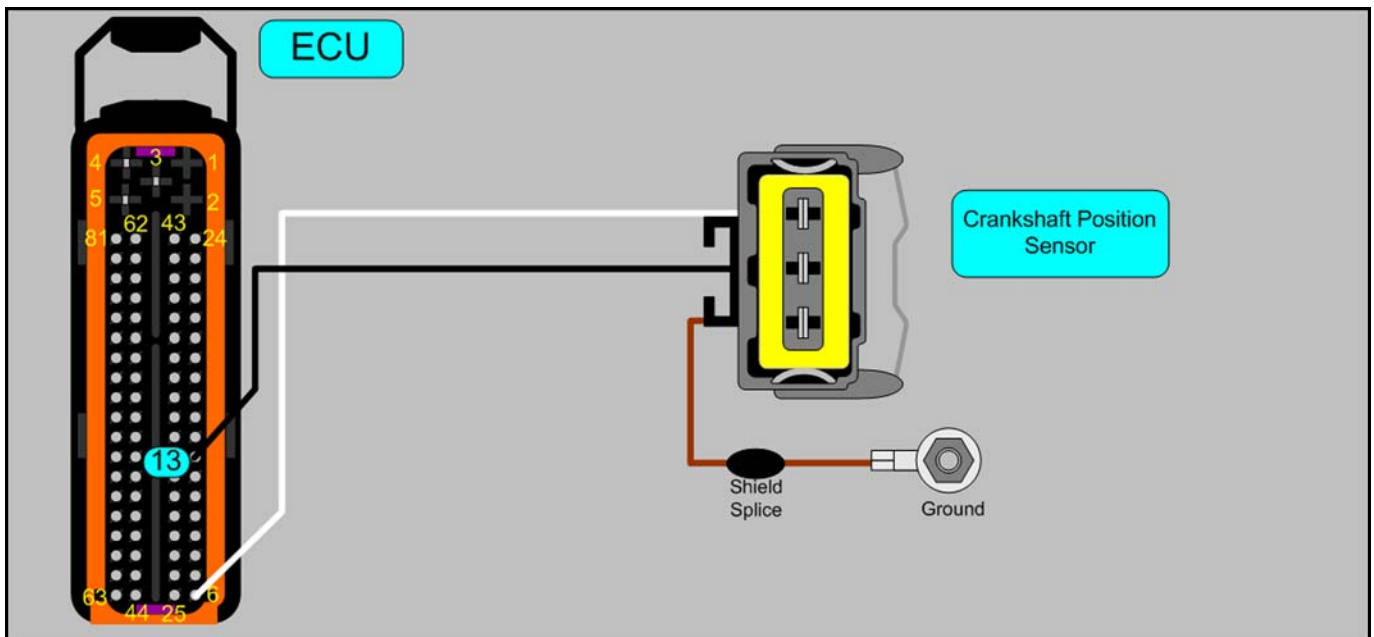 ECU
4
3
1
5
2
62
43
81
24
Crankshaft Position
Sensor
13
Shield
Splice
Ground
63
44
25
6